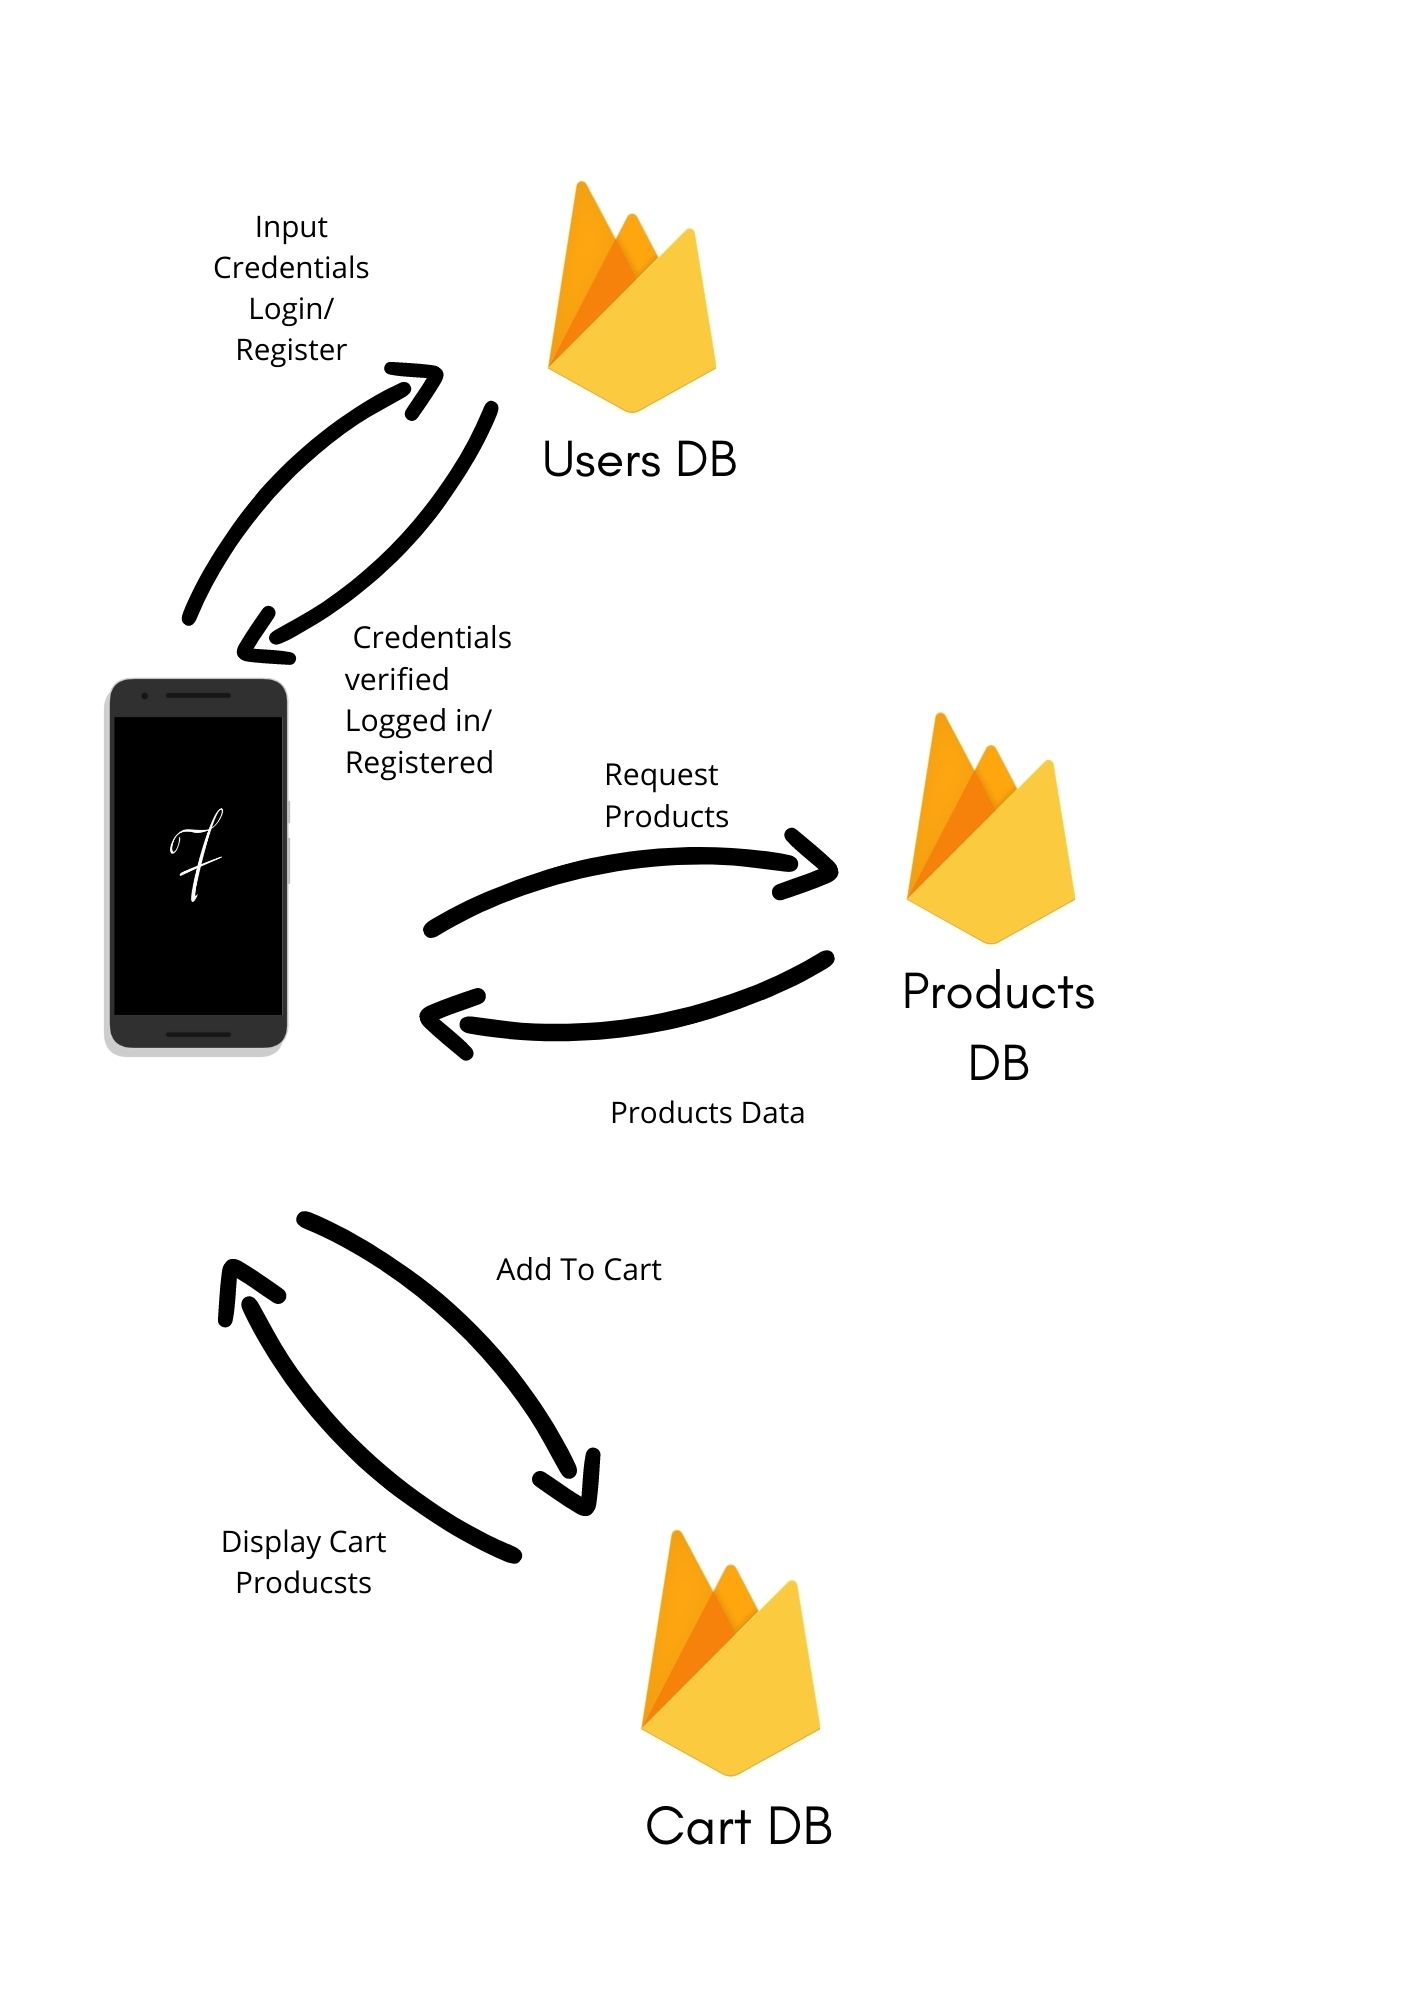 Input
Credentials
Login/
Register
Users DB
Credentials
verified
Logged in/
Registered
Request
Products
Products
DB
Products Data
Add To Cart
Display Cart
Producsts
Cart DB